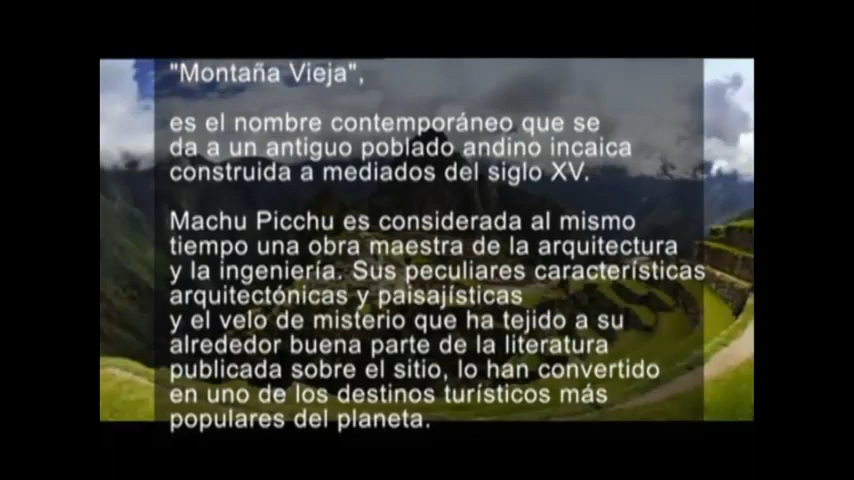 "Montaña Vieja",
es el nombre contemporáneo que se
da a un antiguo poblado andino incaica
construida a mediados del siglo XV.
Machu Picchu es considerada al mismo
tiempo una obra maestra de la arquitectura
y la ingeniería. Sus peculiares características
arquitectónicas y paisajísticas
y el velo de misterio que ha tejido a su
alrededor buena parte de la literatura
publicada sobre el sitio, lo han convertido
en uno de los destinos turísticos más
populares del planeta.